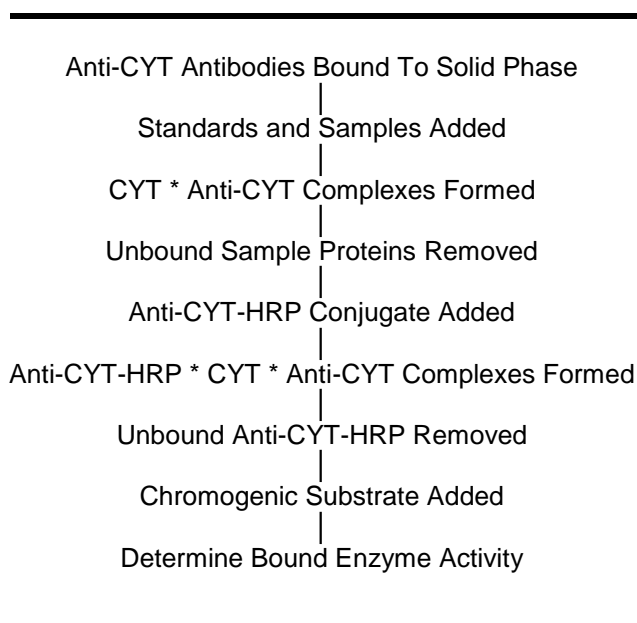 Anti-CYT Antibodies Bound To Solid Phase
Standards and Samples Added
CYT * Anti-CYT Complexes Formed
Unbound Sample Proteins Removed
Anti-CYT-HRP Conjugate Added
Anti-CYT-HRP * CYT * Anti-CYT Complexes Formed
Unbound Anti-CYT-HRP Removed
Chromogenic Substrate Added
Determine Bound Enzyme Activity